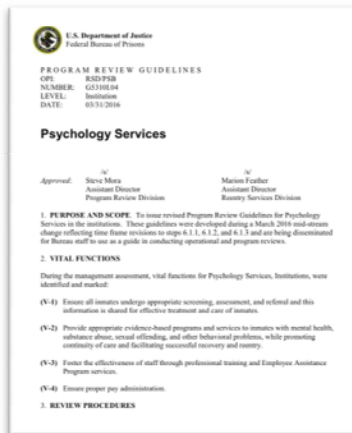 U.S. Department of Justice
Federal Bureau of Prisons
PROGRAM REVIEW GUIDELINES
OPI: RSD/PSB
NUMBER: G5310I.04
LEVEL: Institution
DATE: 03/31/2016
Psychology Services
/s/ /s/
Approved: Steve Mora Marion Feather
Assistant Director Assistant Director
Program Review Division Reentry Services Division
1. PURPOSE AND SCOPE. To issue revised Program Review Guidelines for Psychology
Services in the institutions. These guidelines were developed during a March 2016 mid-stream
change reflecting time frame revisions to steps 6.1.1, 6.1.2, and 6.1.3 and are being disseminated
for Bureau staff to use as a guide in conducting operational and program reviews.
2. VITAL FUNCTIONS
During the management assessment, vital functions for Psychology Services, Institutions, were
identified and marked:
(V-1) Ensure all inmates undergo appropriate screening, assessment, and referral and this
information is shared for effective treatment and care of inmates.
(V-2) Provide appropriate evidence-based programs and services to inmates with mental health,
substance abuse, sexual offending, and other behavioral problems, while promoting
continuity of care and facilitating successful recovery and reentry.
(V-3) Foster the effectiveness of staff through professional training and Employee Assistance
Program services.
(V-4) Ensure proper pay administration.
3. REVIEW PROCEDURES